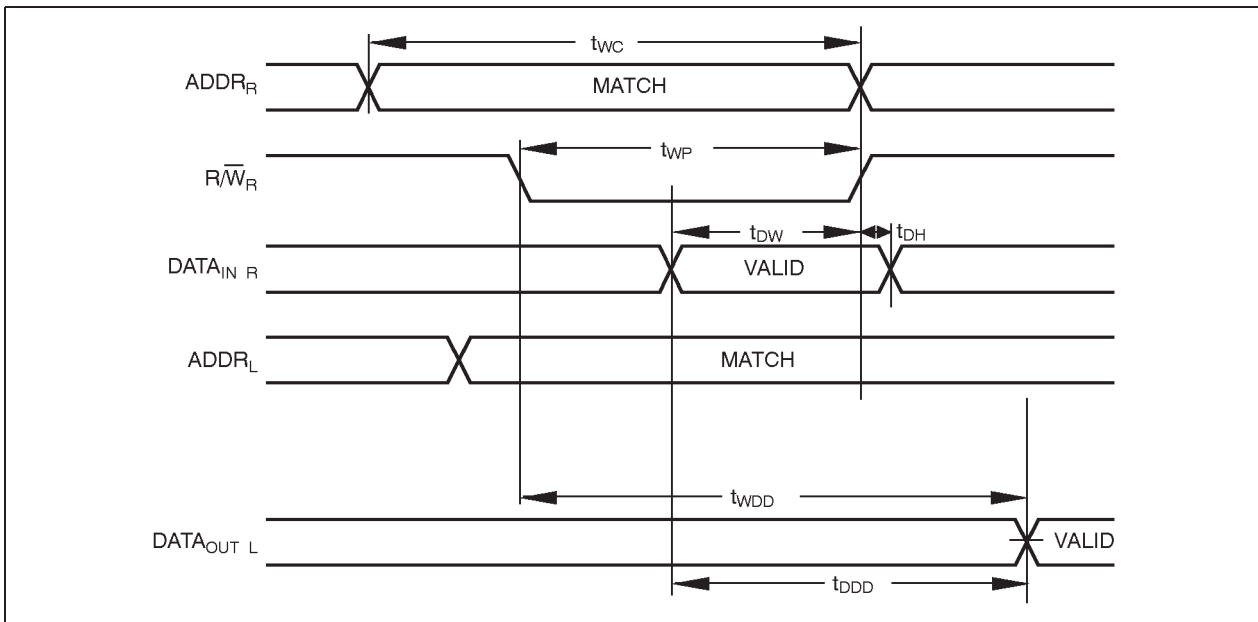 tWC
ADDRR MATCH
tWP
R/W̅R
tDW tDH
DATAIN R VALID
ADDRL MATCH
tWDD
DATAOUT L VALID
tDDD